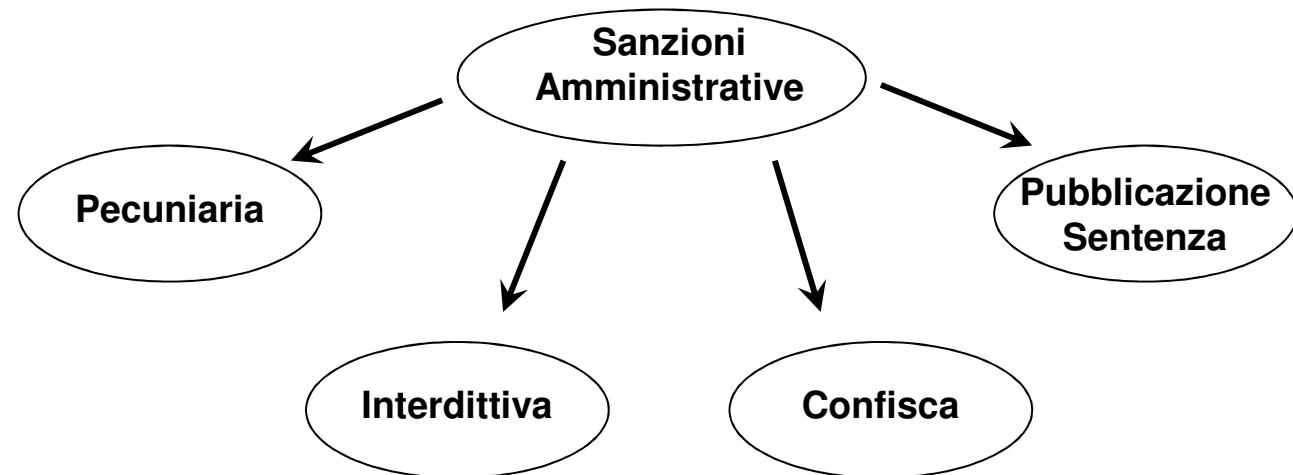 Sanzioni
Amministrative
Pecuniaria
Pubblicazione
Sentenza
Interdittiva
Confisca